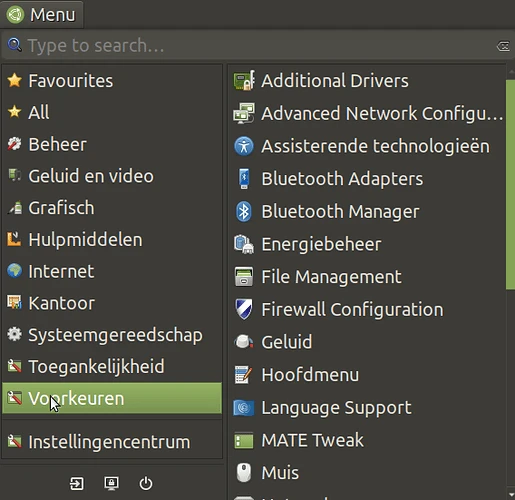 Menu
Type to search…
Favourites
All
Beheer
Geluid en video
Grafisch
Hulpmiddelen
Internet
Kantoor
Systeemgereedschap
Toegankelijkheid
Voorkeuren
Instellingencentrum
Additional Drivers
Advanced Network Configu…
Assisterende technologieën
Bluetooth Adapters
Bluetooth Manager
Energiebeheer
File Management
Firewall Configuration
Geluid
Hoofdmenu
Language Support
MATE Tweak
Muis